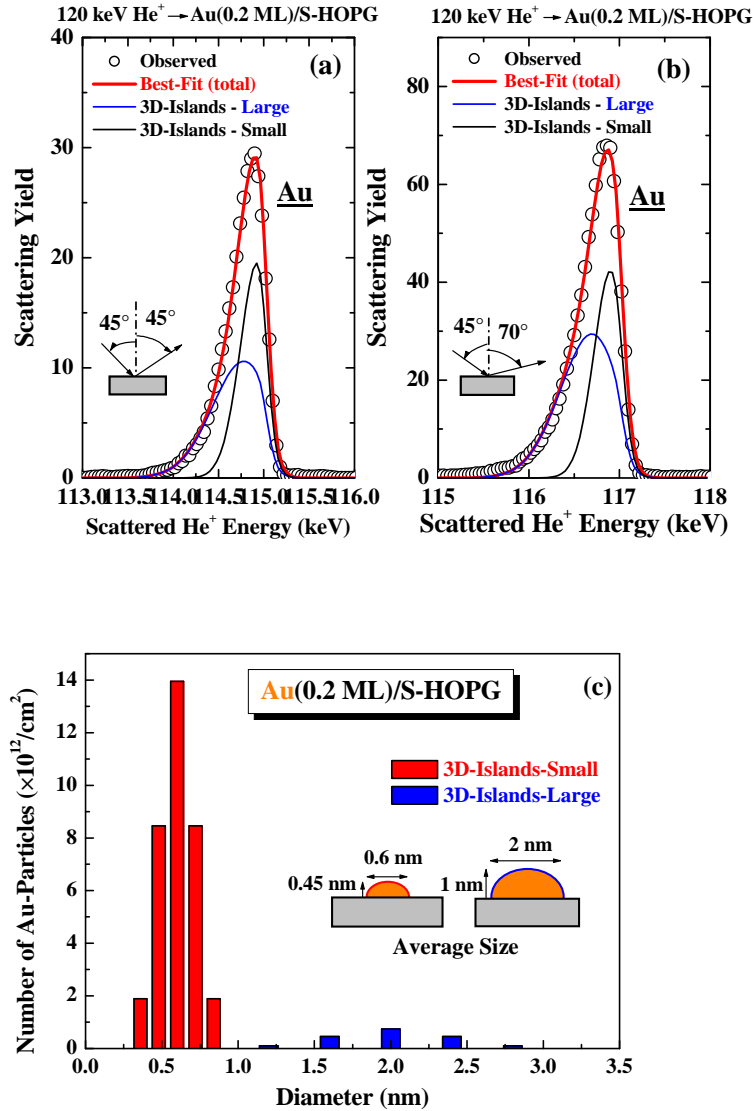 120 keV He⁺ → Au(0.2 ML)/S-HOPG
(a)
Observed
Best-Fit (total)
3D-Islands - Large
3D-Islands - Small
Au
45° 45°
Scattering Yield
40
30
20
10
0
113.0 113.5 114.0 114.5 115.0 115.5 116.0
Scattered He⁺ Energy (keV)
120 keV He⁺ → Au(0.2 ML)/S-HOPG
(b)
Observed
Best-Fit (total)
3D-Islands - Large
3D-Islands - Small
Au
45° 70°
Scattering Yield
80
60
40
20
0
115 116 117 118
Scattered He⁺ Energy (keV)
Au(0.2 ML)/S-HOPG
(c)
3D-Islands-Small
3D-Islands-Large
0.6 nm
0.45 nm
2 nm
1 nm
Average Size
Number of Au-Particles (×10¹²/cm²)
14
12
10
8
6
4
2
0
0.0 0.5 1.0 1.5 2.0 2.5 3.0 3.5
Diameter (nm)